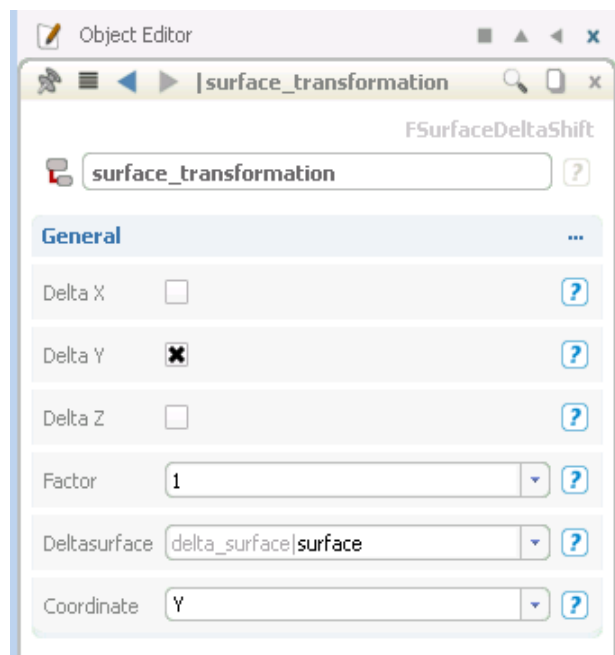 Object Editor
|surface_transformation
FSurfaceDeltaShift
surface_transformation
?
General
...
Delta X
?
Delta Y
?
Delta Z
?
Factor 1
?
Deltasurface delta_surface|surface
?
Coordinate Y
?